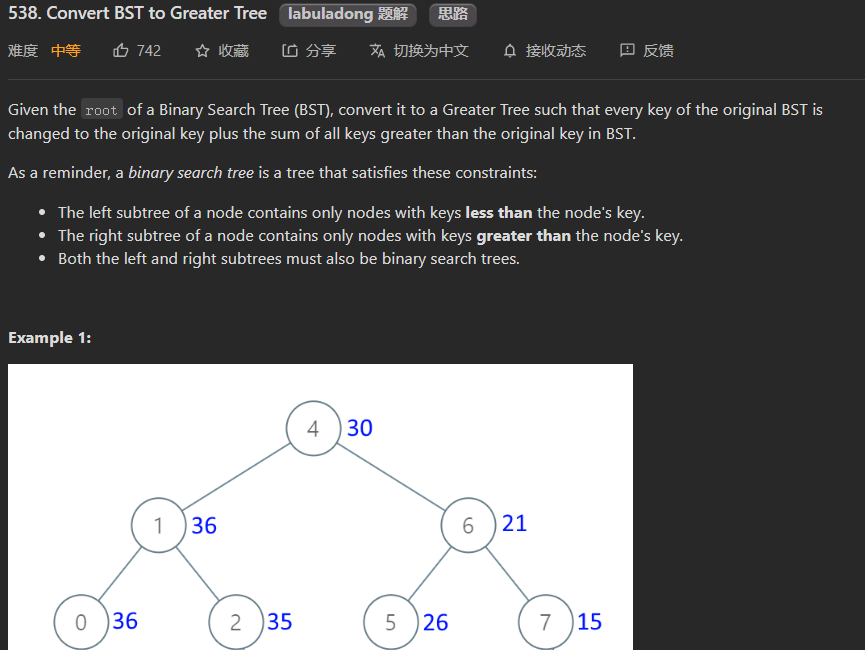 538. Convert BST to Greater Tree labuladong 题解 思路
难度 中等 742 收藏 分享 切换为中文 接收动态 反馈
Given the root of a Binary Search Tree (BST), convert it to a Greater Tree such that every key of the original BST is
changed to the original key plus the sum of all keys greater than the original key in BST.
As a reminder, a binary search tree is a tree that satisfies these constraints:
The left subtree of a node contains only nodes with keys less than the node's key.
The right subtree of a node contains only nodes with keys greater than the node's key.
Both the left and right subtrees must also be binary search trees.
Example 1:
4 30
1 36 6 21
0 36 2 35 5 26 7 15